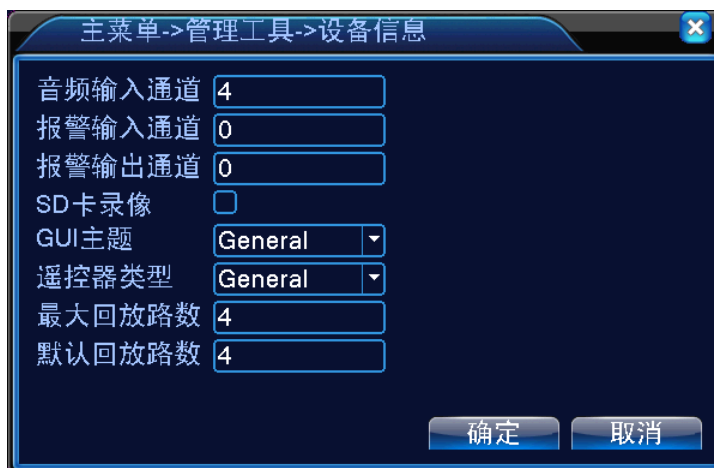 主菜单->管理工具->设备信息
音频输入通道 4
报警输入通道 0
报警输出通道 0
SD卡录像
GUI主题 General
遥控器类型 General
最大回放路数 4
默认回放路数 4
确定 取消